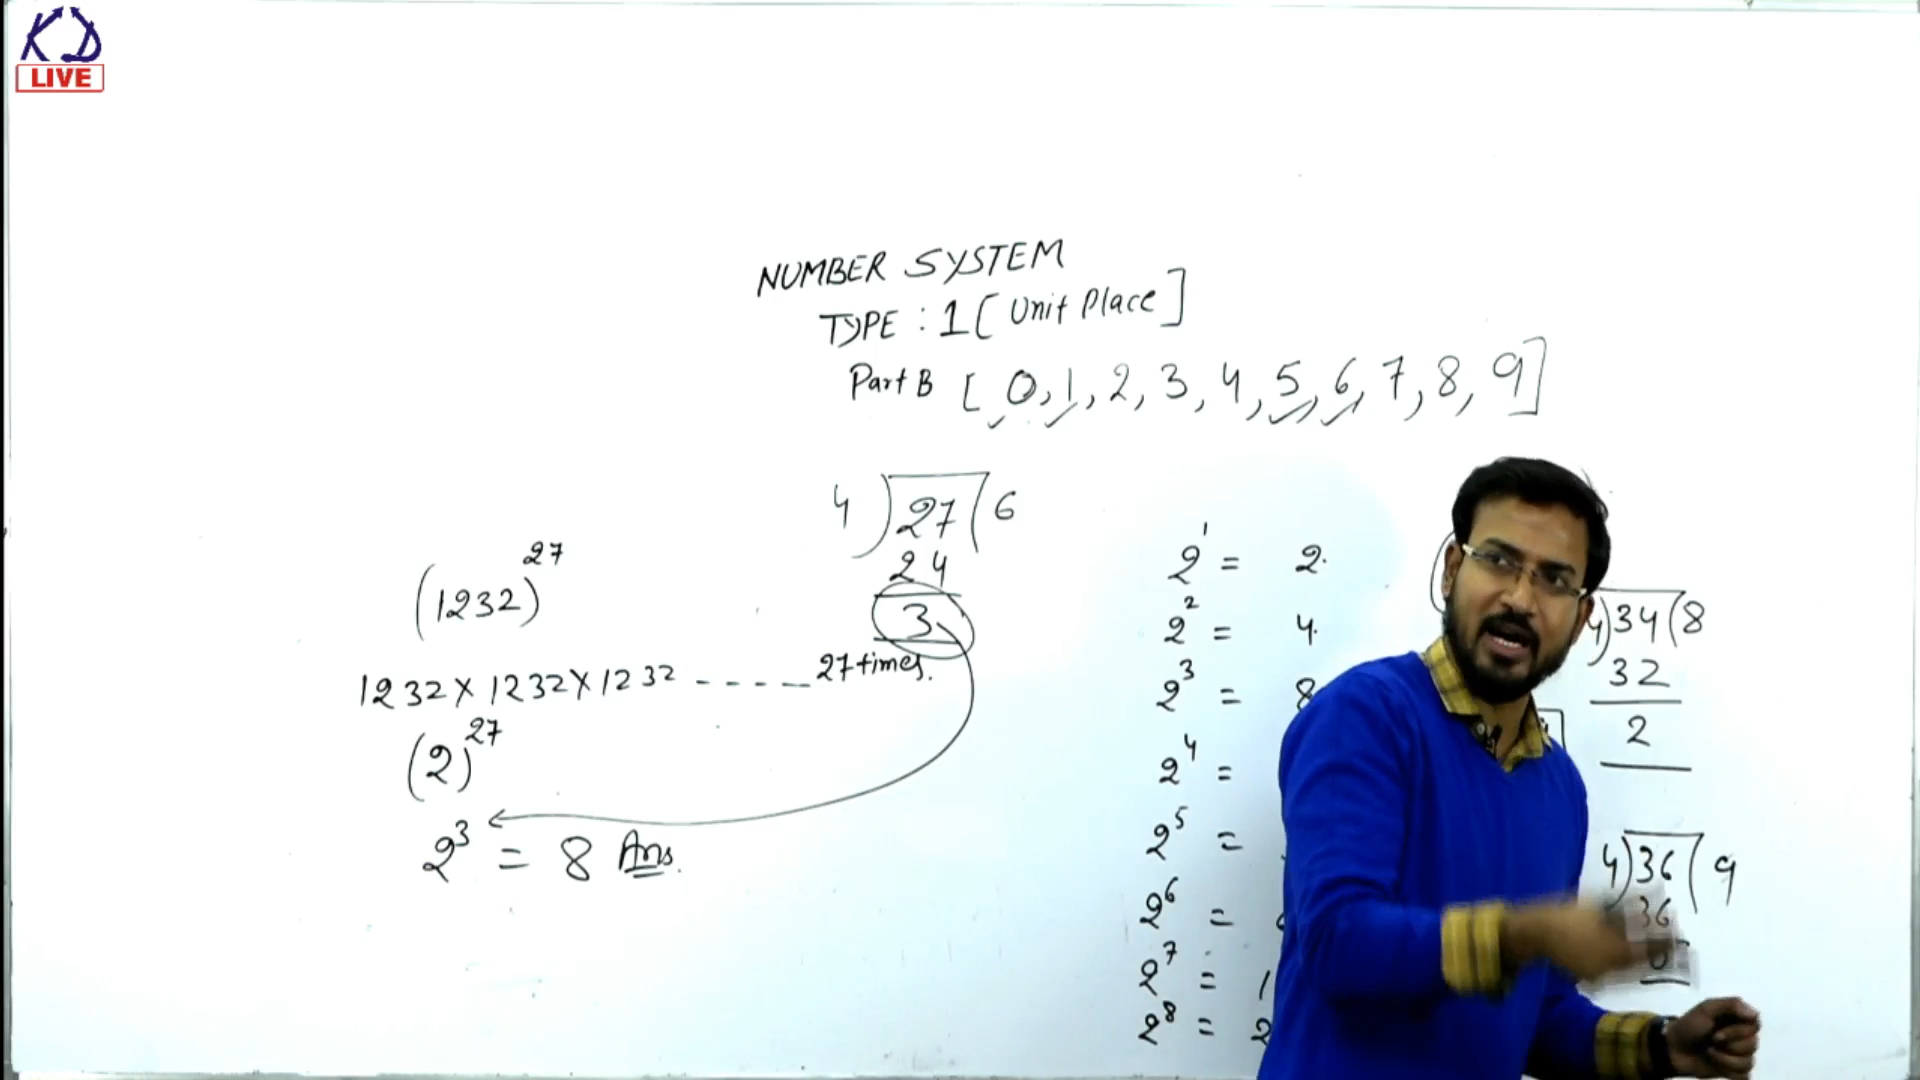 KD
LIVE
NUMBER SYSTEM
TYPE : 1 [Unit Place]
Part B [0, 1, 2, 3, 4, 5, 6, 7, 8, 9]
4) 27 (6
24
3
(1232)^27
1232 X 1232 X 1232 ----- 27 times.
(2)^27
2^3 = 8 Ans.
2^1 = 2.
2^2 = 4.
2^3 = 8
2^4 =
2^5 =
2^6 =
2^7 = 1
2^8 = 2
4) 34 (8
32
2
4) 36 (9
36
0